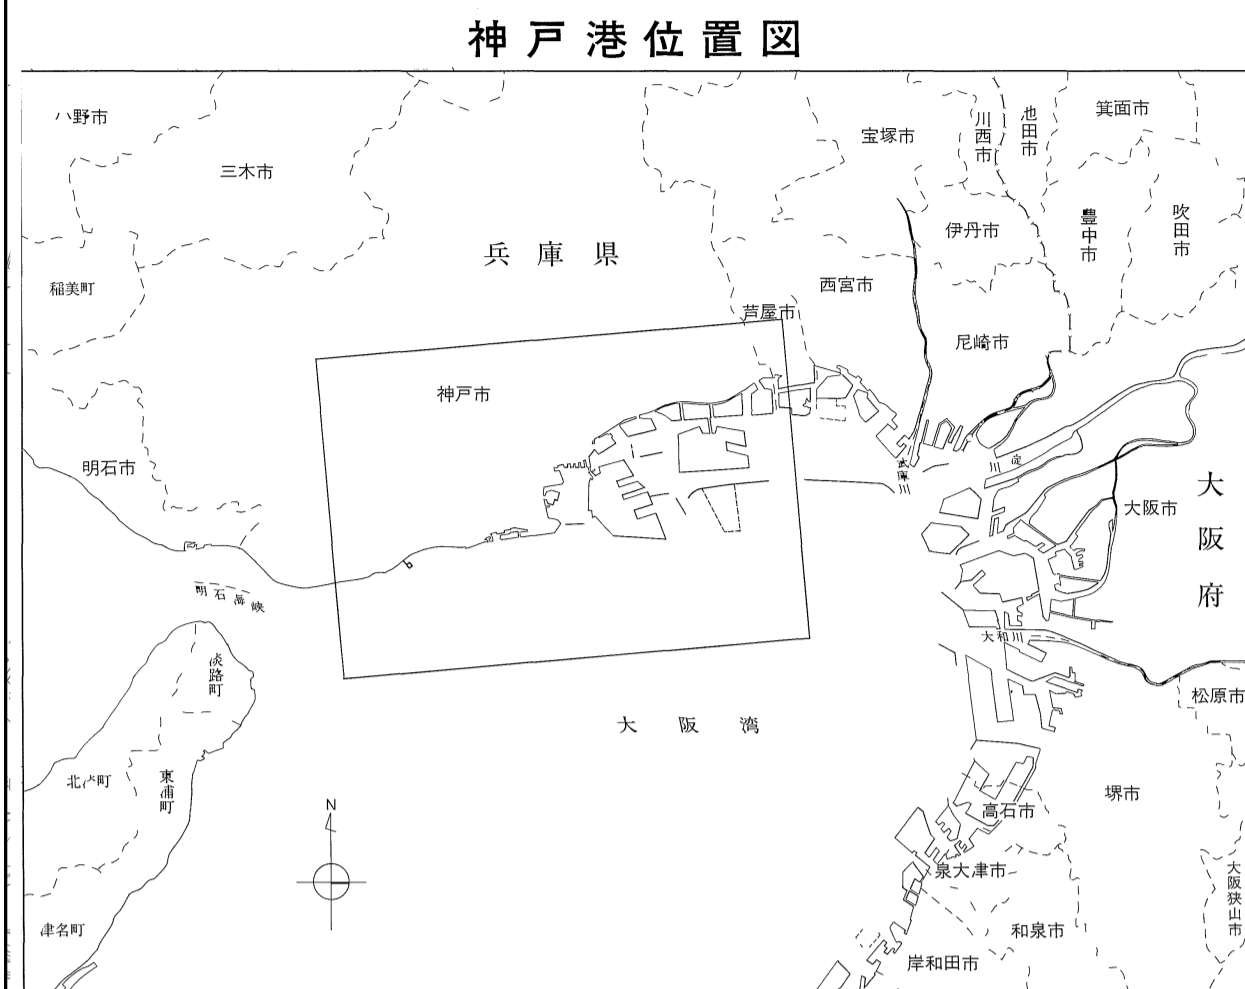 神戸港位置図
ハ野市
三木市
宝塚市
川西市
池田市
箕面市
伊丹市
豊中市
吹田市
兵庫県
稲美町
西宮市
芦屋市
尼崎市
神戸市
明石市
武庫川
淀川
大阪市
大阪府
明石海峡
大和川
淡路町
松原市
大阪湾
東浦町
堺市
高石市
N
泉大津市
大阪狭山市
津名町
和泉市
岸和田市